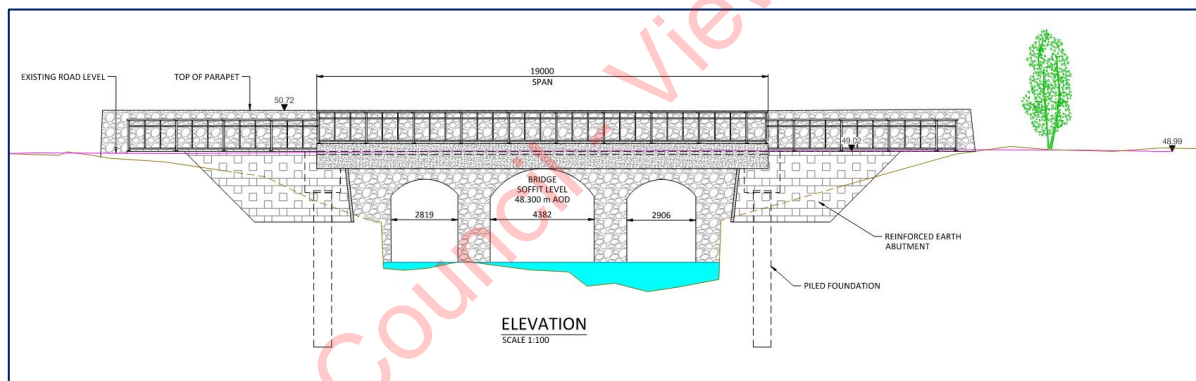 19000
SPAN
EXISTING ROAD LEVEL
TOP OF PARAPET
50.72
49.02
48.99
BRIDGE
SOFFIT LEVEL
48.300 m AOD
2819
4382
2906
REINFORCED EARTH
ABUTMENT
PILED FOUNDATION
ELEVATION
SCALE 1:100
Council - View